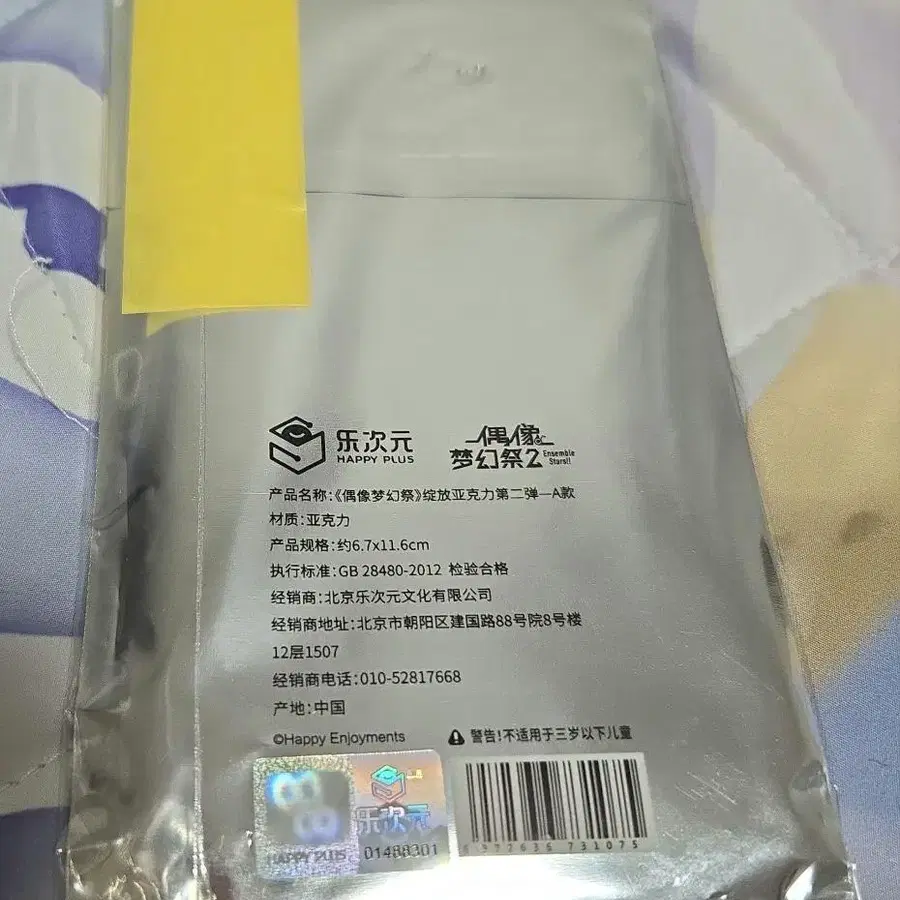 乐次元
HAPPY PLUS
偶像
梦幻祭2
Ensemble
Stars!!
产品名称:《偶像梦幻祭》绽放亚克力第二弹—A款
材质:亚克力
产品规格:约6.7x11.6cm
执行标准:GB 28480-2012 检验合格
经销商:北京乐次元文化有限公司
经销商地址:北京市朝阳区建国路88号院8号楼
12层1507
经销商电话:010-52817668
产地:中国
©Happy Enjoyments
警告!不适用于三岁以下儿童
HAPPY PLUS
乐次元
01488301
6 972636 731075